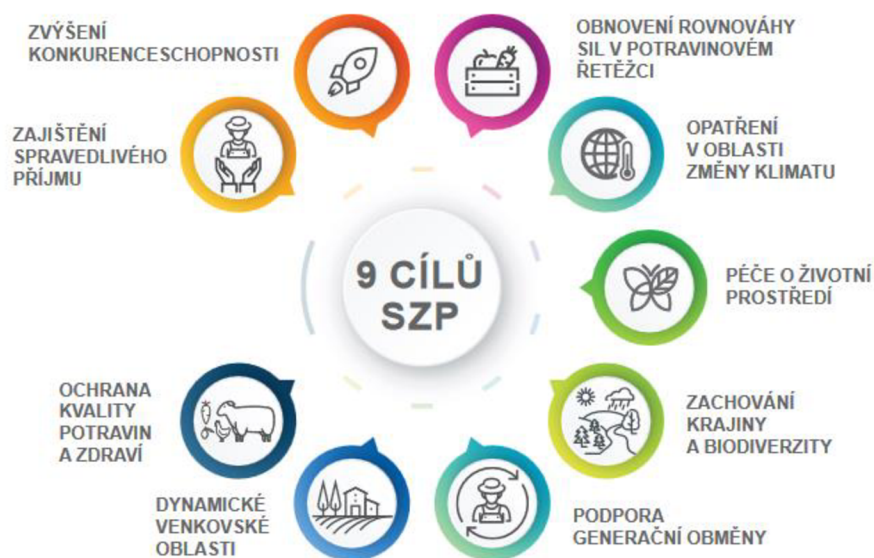 ZVÝŠENÍ
KONKURENCESCHOPNOSTI
OBNOVENÍ ROVNOVÁHY
SIL V POTRAVINOVÉM
ŘETĚŽCI
ZAJIŠTĚNÍ
SPRAVEDLIVÉHO
PŘÍJMU
OPATŘENÍ
V OBLASTI
ZMĚNY KLIMATU
9 CÍLŮ
SZP
PÉČE O ŽIVOTNÍ
PROSTŘEDÍ
OCHRANA
KVALITY
POTRAVIN
A ZDRAVÍ
ZACHOVÁNÍ
KRAJINY
A BIODIVERZITY
DYNAMICKÉ
VENKOVSKÉ
OBLASTI
PODPORA
GENERAČNÍ OBMĚNY